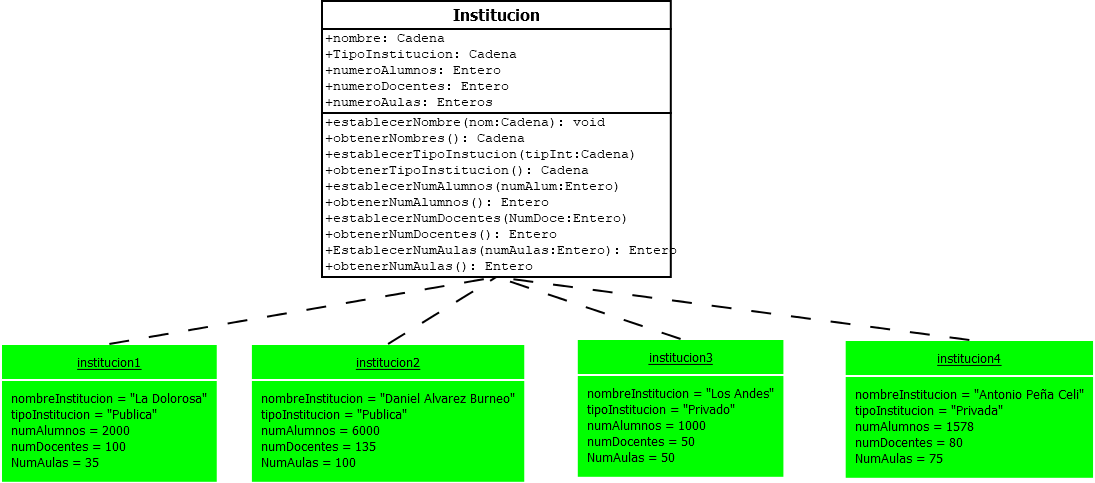 Institucion
+nombre: Cadena
+TipoInstitucion: Cadena
+numeroAlumnos: Entero
+numeroDocentes: Entero
+numeroAulas: Enteros
+establecerNombre(nom:Cadena): void
+obtenerNombres(): Cadena
+establecerTipoInstucion(tipInt:Cadena)
+obtenerTipoInstitucion(): Cadena
+establecerNumAlumnos(numAlum:Entero)
+obtenerNumAlumnos(): Entero
+establecerNumDocentes(NumDoce:Entero)
+obtenerNumDocentes(): Entero
+EstablecerNumAulas(numAulas:Entero): Entero
+obtenerNumAulas(): Entero
institucion1
nombreInstitucion = "La Dolorosa"
tipoInstitucion = "Publica"
numAlumnos = 2000
numDocentes = 100
NumAulas = 35
institucion2
nombreInstitucion = "Daniel Alvarez Burneo"
tipoInstitucion = "Publica"
numAlumnos = 6000
numDocentes = 135
NumAulas = 100
institucion3
nombreInstitucion = "Los Andes"
tipoInstitucion = "Privado"
numAlumnos = 1000
numDocentes = 50
NumAulas = 50
institucion4
nombreInstitucion = "Antonio Peña Celi"
tipoInstitucion = "Privada"
numAlumnos = 1578
numDocentes = 80
NumAulas = 75